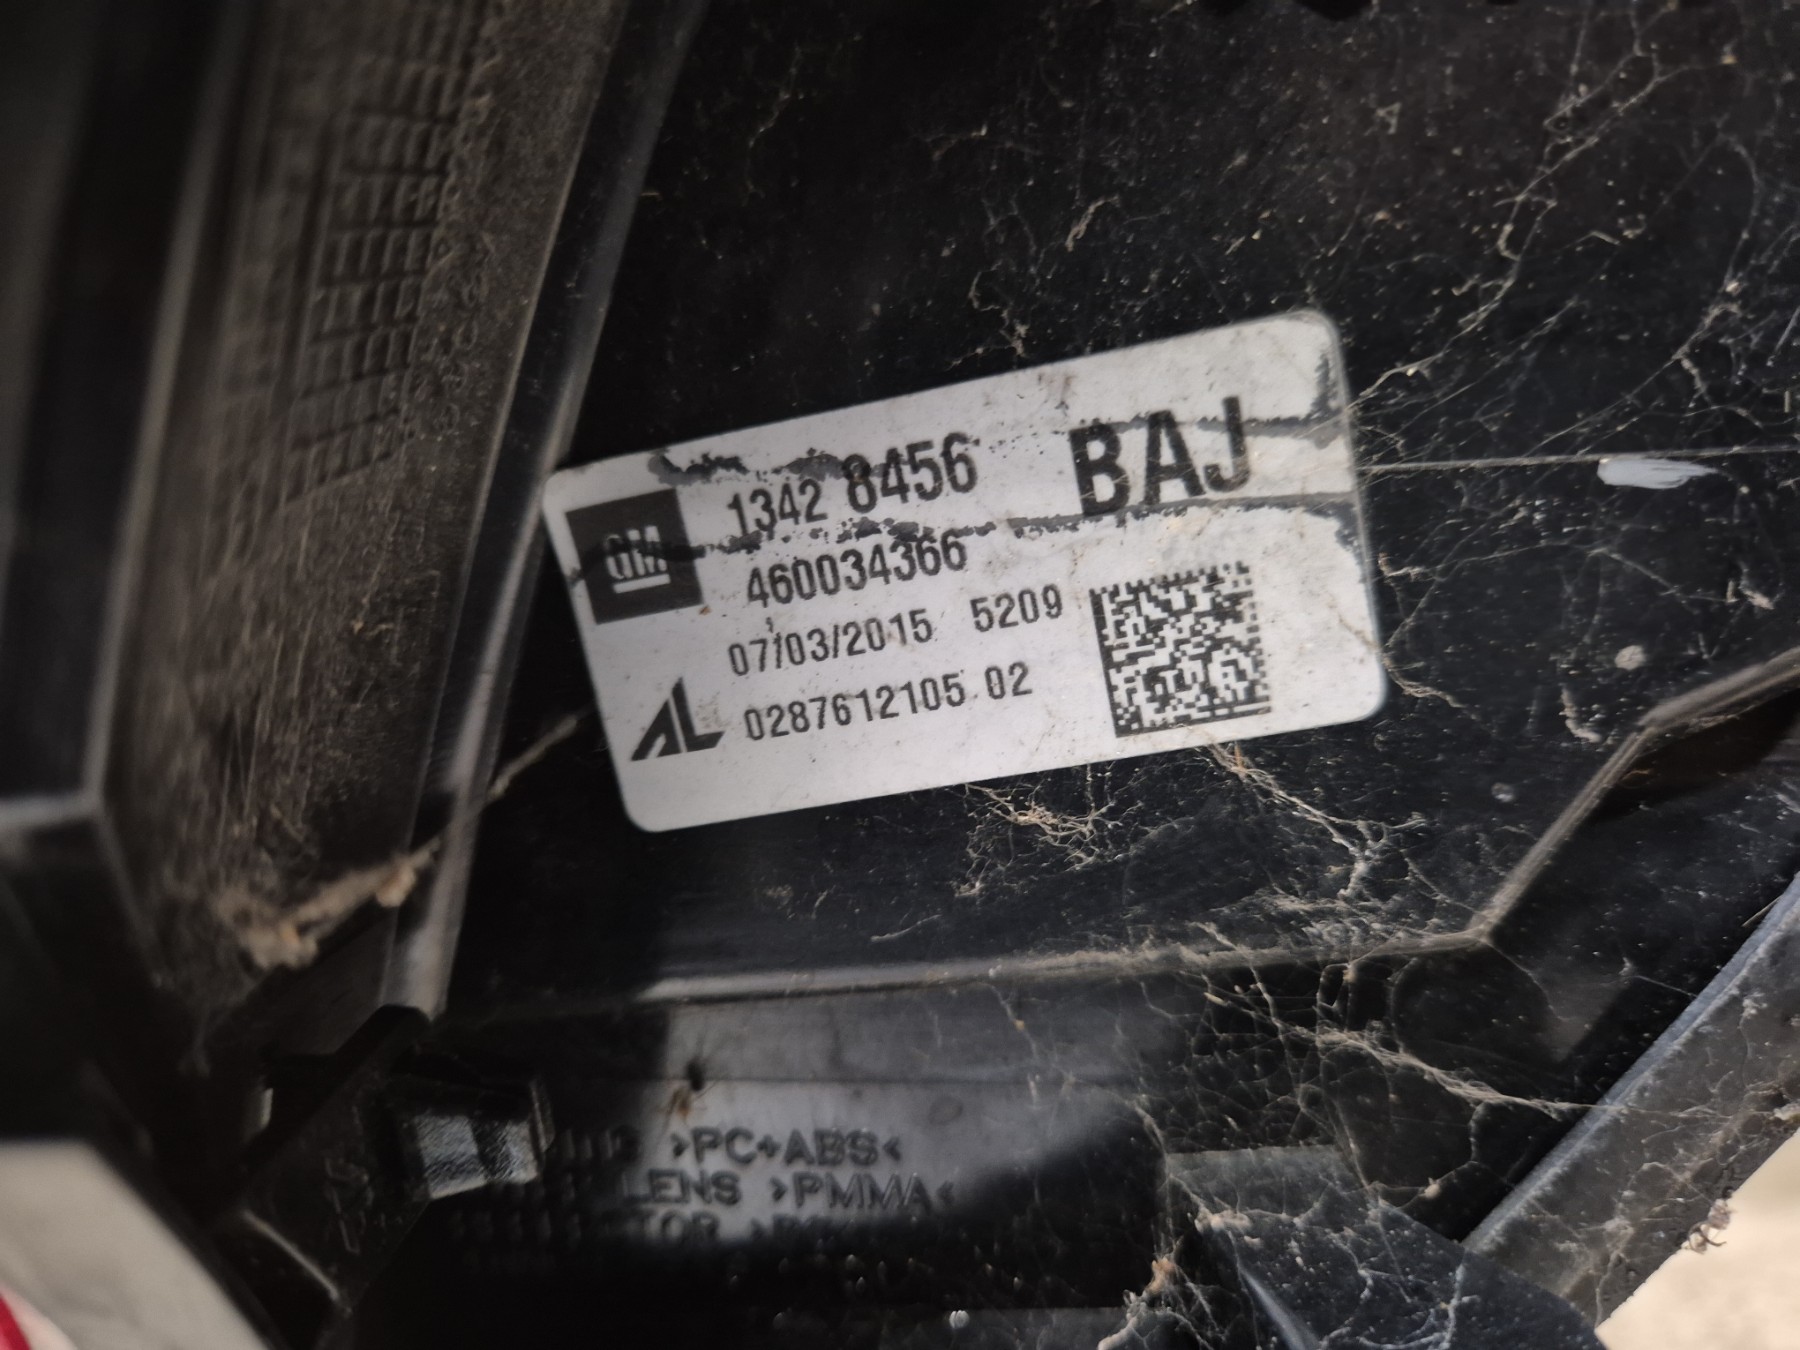 GM
1342 8456 BAJ
460034366
07/03/2015 5209
AL 0287612105 02
>PC+ABS<
LENS >PMMA<